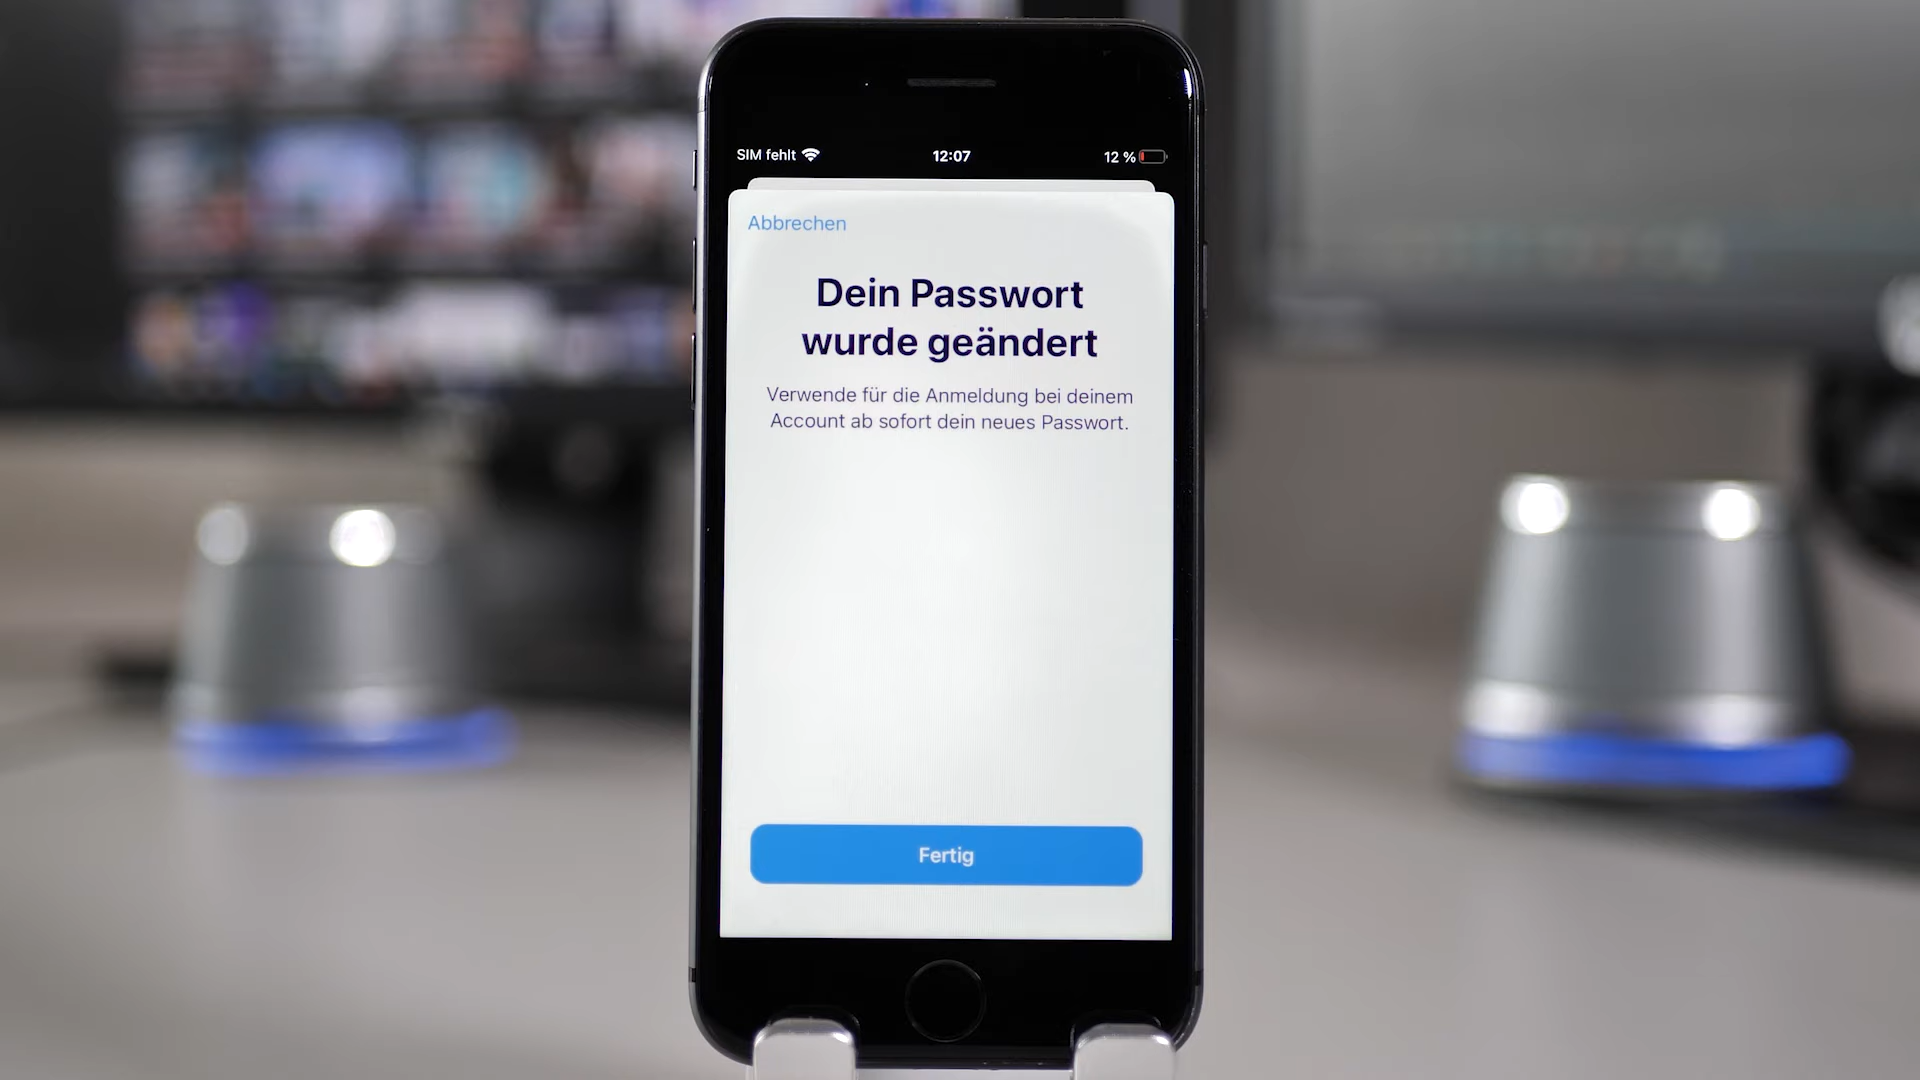 SIM fehlt
12:07
12 %
Abbrechen
Dein Passwort
wurde geändert
Verwende für die Anmeldung bei deinem
Account ab sofort dein neues Passwort.
Fertig